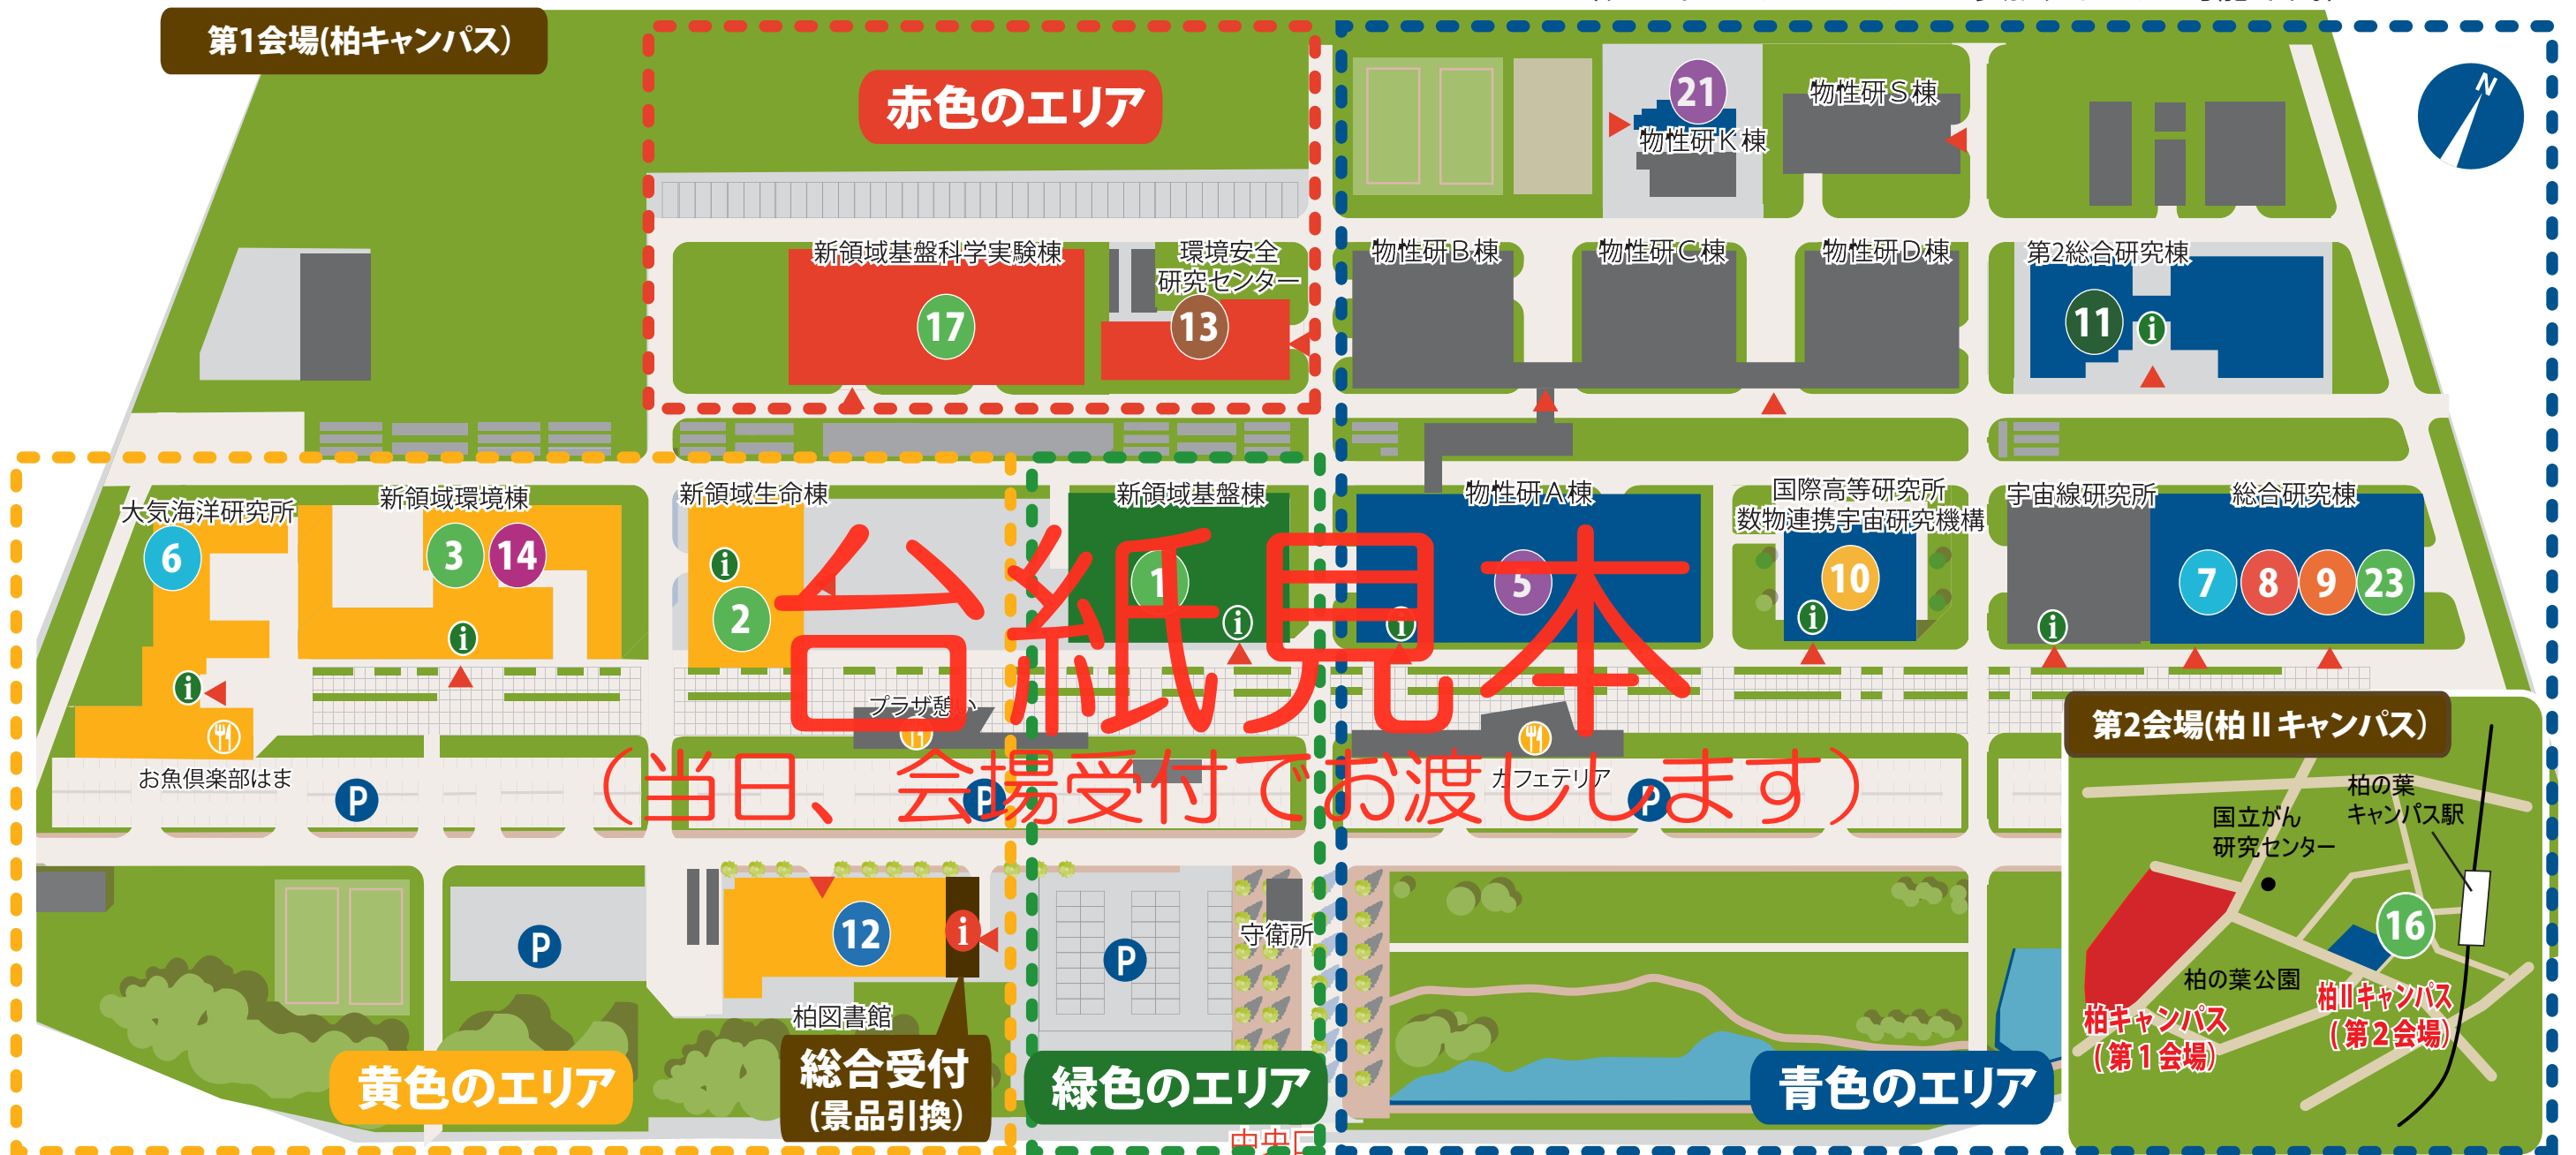 第1会場(柏キャンパス)
赤色のエリア
21
物性研S棟
物性研K棟
N
新領域基盤科学実験棟
環境安全
研究センター
17
13
物性研B棟
物性研C棟
物性研D棟
第2総合研究棟
11
i
大気海洋研究所
6
新領域環境棟
3
14
i
新領域生命棟
i
2
新領域基盤棟
1
i
物性研A棟
5
i
国際高等研究所
数物連携宇宙研究機構
10
i
宇宙線研究所
i
総合研究棟
7
8
9
23
台紙見本
(当日、会場受付でお渡しします)
i
お魚倶楽部はま
プラザ憩い
カフェテリア
P
P
P
P
P
12
i
柏図書館
総合受付
(景品引換)
守衛所
黄色のエリア
緑色のエリア
青色のエリア
第2会場(柏IIキャンパス)
柏の葉
キャンパス駅
国立がん
研究センター
16
柏の葉公園
柏キャンパス
(第1会場)
柏IIキャンパス
(第2会場)